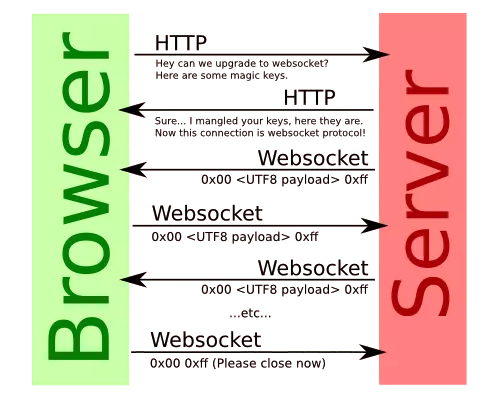 Browser
Server
HTTP
Hey can we upgrade to websocket?
Here are some magic keys.
HTTP
Sure... I mangled your keys, here they are.
Now this connection is websocket protocol!
Websocket
0x00 <UTF8 payload> 0xff
Websocket
0x00 <UTF8 payload> 0xff
Websocket
0x00 <UTF8 payload> 0xff
...etc...
Websocket
0x00 0xff (Please close now)